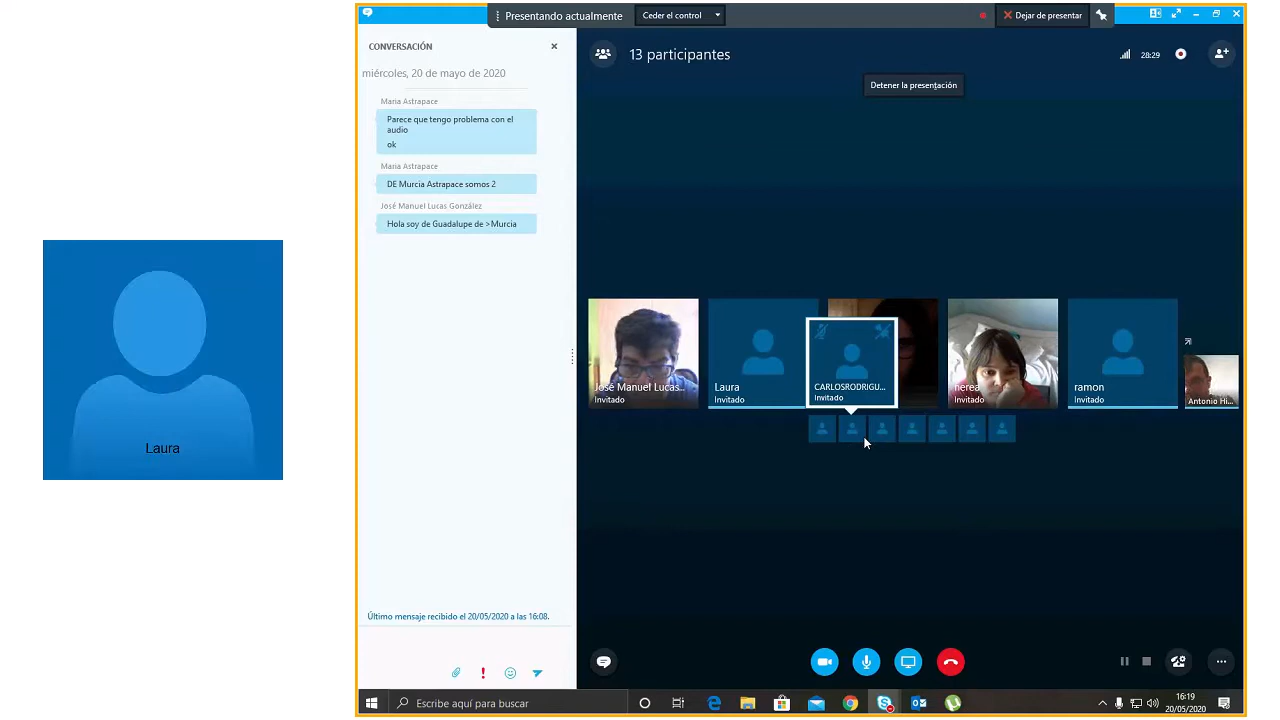 Presentando actualmente
Ceder el control
Dejar de presentar
CONVERSACIÓN
miércoles, 20 de mayo de 2020
Maria Astrapace
Parece que tengo problema con el
audio
ok
Maria Astrapace
DE Murcia Astrapace somos 2
José Manuel Lucas González
Hola soy de Guadalupe de >Murcia
Último mensaje recibido el 20/05/2020 a las 16:08.
13 participantes
28:29
Detener la presentación
José Manuel Lucas...
Invitado
Laura
Invitado
CARLOSRODRIGU...
Invitado
nerea
Invitado
ramon
Invitado
Antonio Hi...
Laura
Escribe aquí para buscar
16:19
20/05/2020